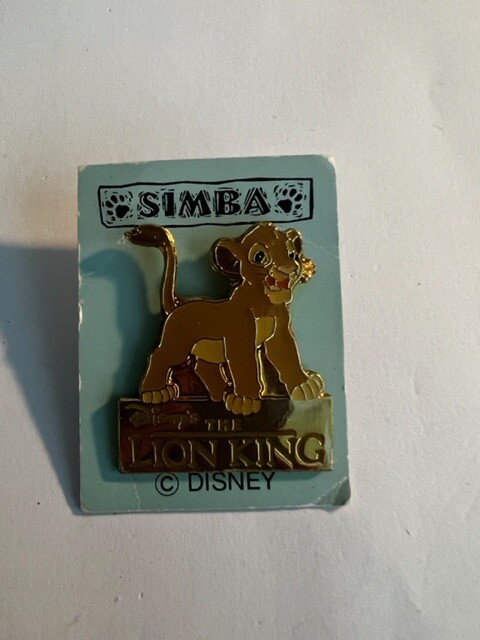 SIMBA
Disney's
THE
LION KING
© DISNEY